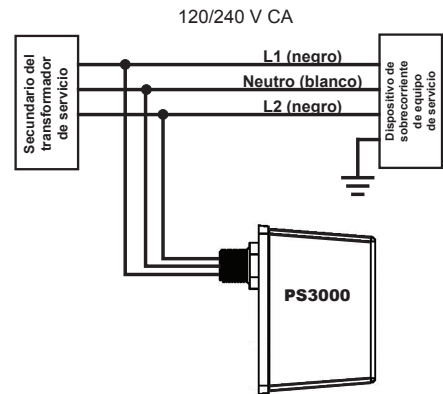 120/240 V CA
Secundario del
transformador
de servicio
L1 (negro)
Neutro (blanco)
L2 (negro)
Dispositivo de
sobrecorriente
de equipo
de servicio
PS3000